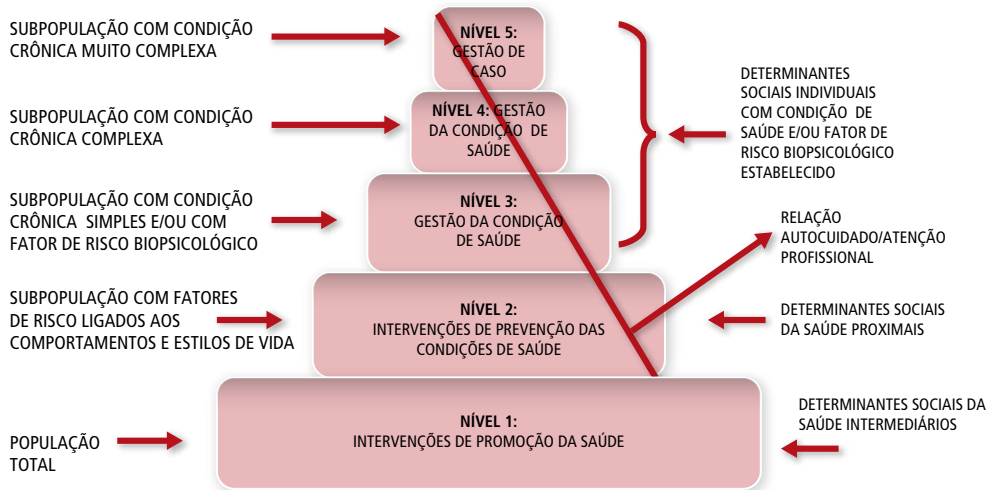 SUBPOPULAÇÃO COM CONDIÇÃO
CRÔNICA MUITO COMPLEXA
SUBPOPULAÇÃO COM CONDIÇÃO
CRÔNICA COMPLEXA
SUBPOPULAÇÃO COM CONDIÇÃO
CRÔNICA SIMPLES E/OU COM
FATOR DE RISCO BIOPSICOLÓGICO
SUBPOPULAÇÃO COM FATORES
DE RISCO LIGADOS AOS
COMPORTAMENTOS E ESTILOS DE VIDA
POPULAÇÃO
TOTAL
NÍVEL 5:
GESTÃO DE
CASO
NÍVEL 4: GESTÃO
DA CONDIÇÃO DE
SAÚDE
NÍVEL 3:
GESTÃO DA CONDIÇÃO
DE SAÚDE
NÍVEL 2:
INTERVENÇÕES DE PREVENÇÃO DAS
CONDIÇÕES DE SAÚDE
NÍVEL 1:
INTERVENÇÕES DE PROMOÇÃO DA SAÚDE
DETERMINANTES
SOCIAIS INDIVIDUAIS
COM CONDIÇÃO DE
SAÚDE E/OU FATOR DE
RISCO BIOPSICOLÓGICO
ESTABELECIDO
RELAÇÃO
AUTOCUIDADO/ATENÇÃO
PROFISSIONAL
DETERMINANTES SOCIAIS
DA SAÚDE PROXIMAIS
DETERMINANTES SOCIAIS DA
SAÚDE INTERMEDIÁRIOS